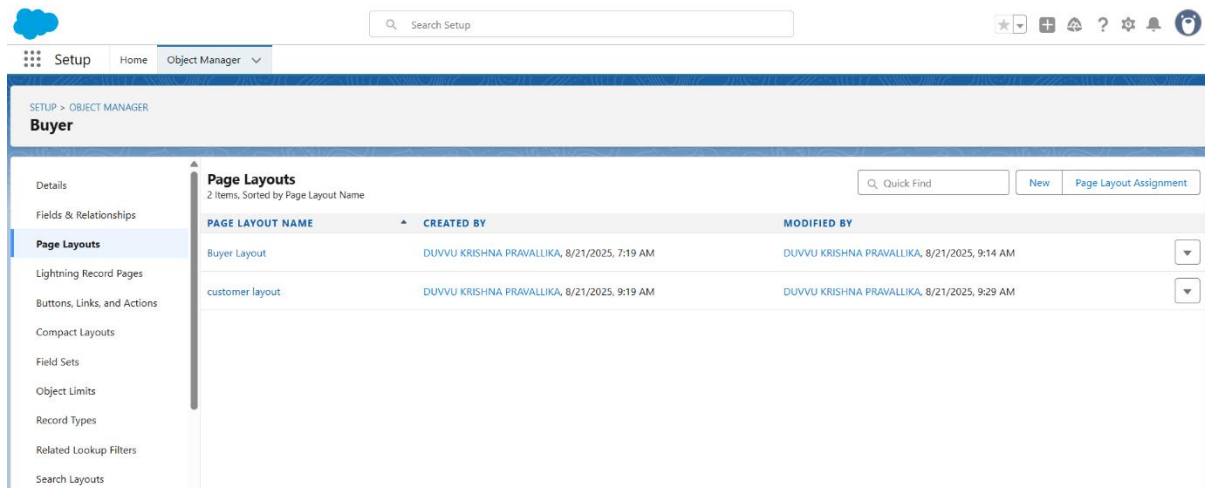 Search Setup
Setup Home Object Manager
SETUP > OBJECT MANAGER
Buyer
Details
Fields & Relationships
Page Layouts
Lightning Record Pages
Buttons, Links, and Actions
Compact Layouts
Field Sets
Object Limits
Record Types
Related Lookup Filters
Search Layouts
Page Layouts
2 Items, Sorted by Page Layout Name
Quick Find New Page Layout Assignment
PAGE LAYOUT NAME CREATED BY MODIFIED BY
Buyer Layout DUVVU KRISHNA PRAVALLIKA, 8/21/2025, 7:19 AM DUVVU KRISHNA PRAVALLIKA, 8/21/2025, 9:14 AM
customer layout DUVVU KRISHNA PRAVALLIKA, 8/21/2025, 9:19 AM DUVVU KRISHNA PRAVALLIKA, 8/21/2025, 9:29 AM